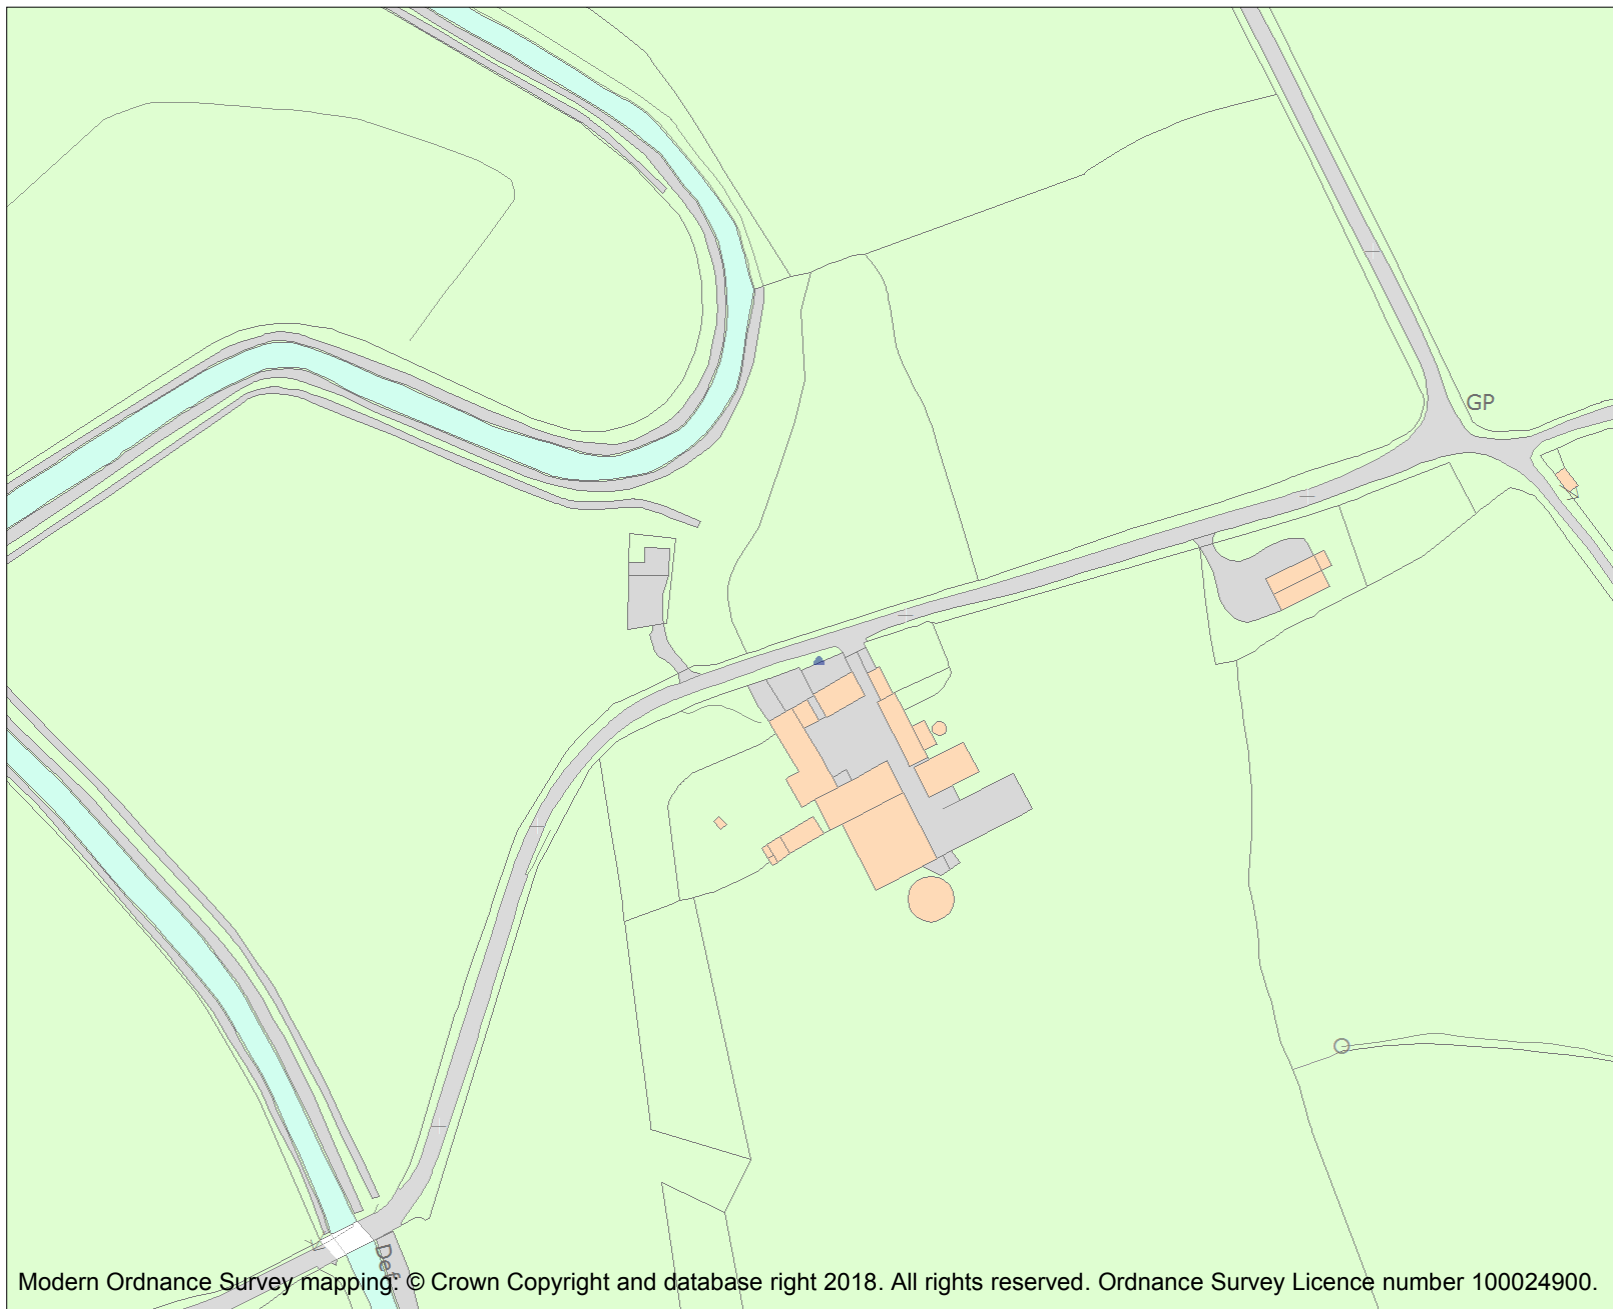 GP
Def
Modern Ordnance Survey mapping: © Crown Copyright and database right 2018. All rights reserved. Ordnance Survey Licence number 100024900.